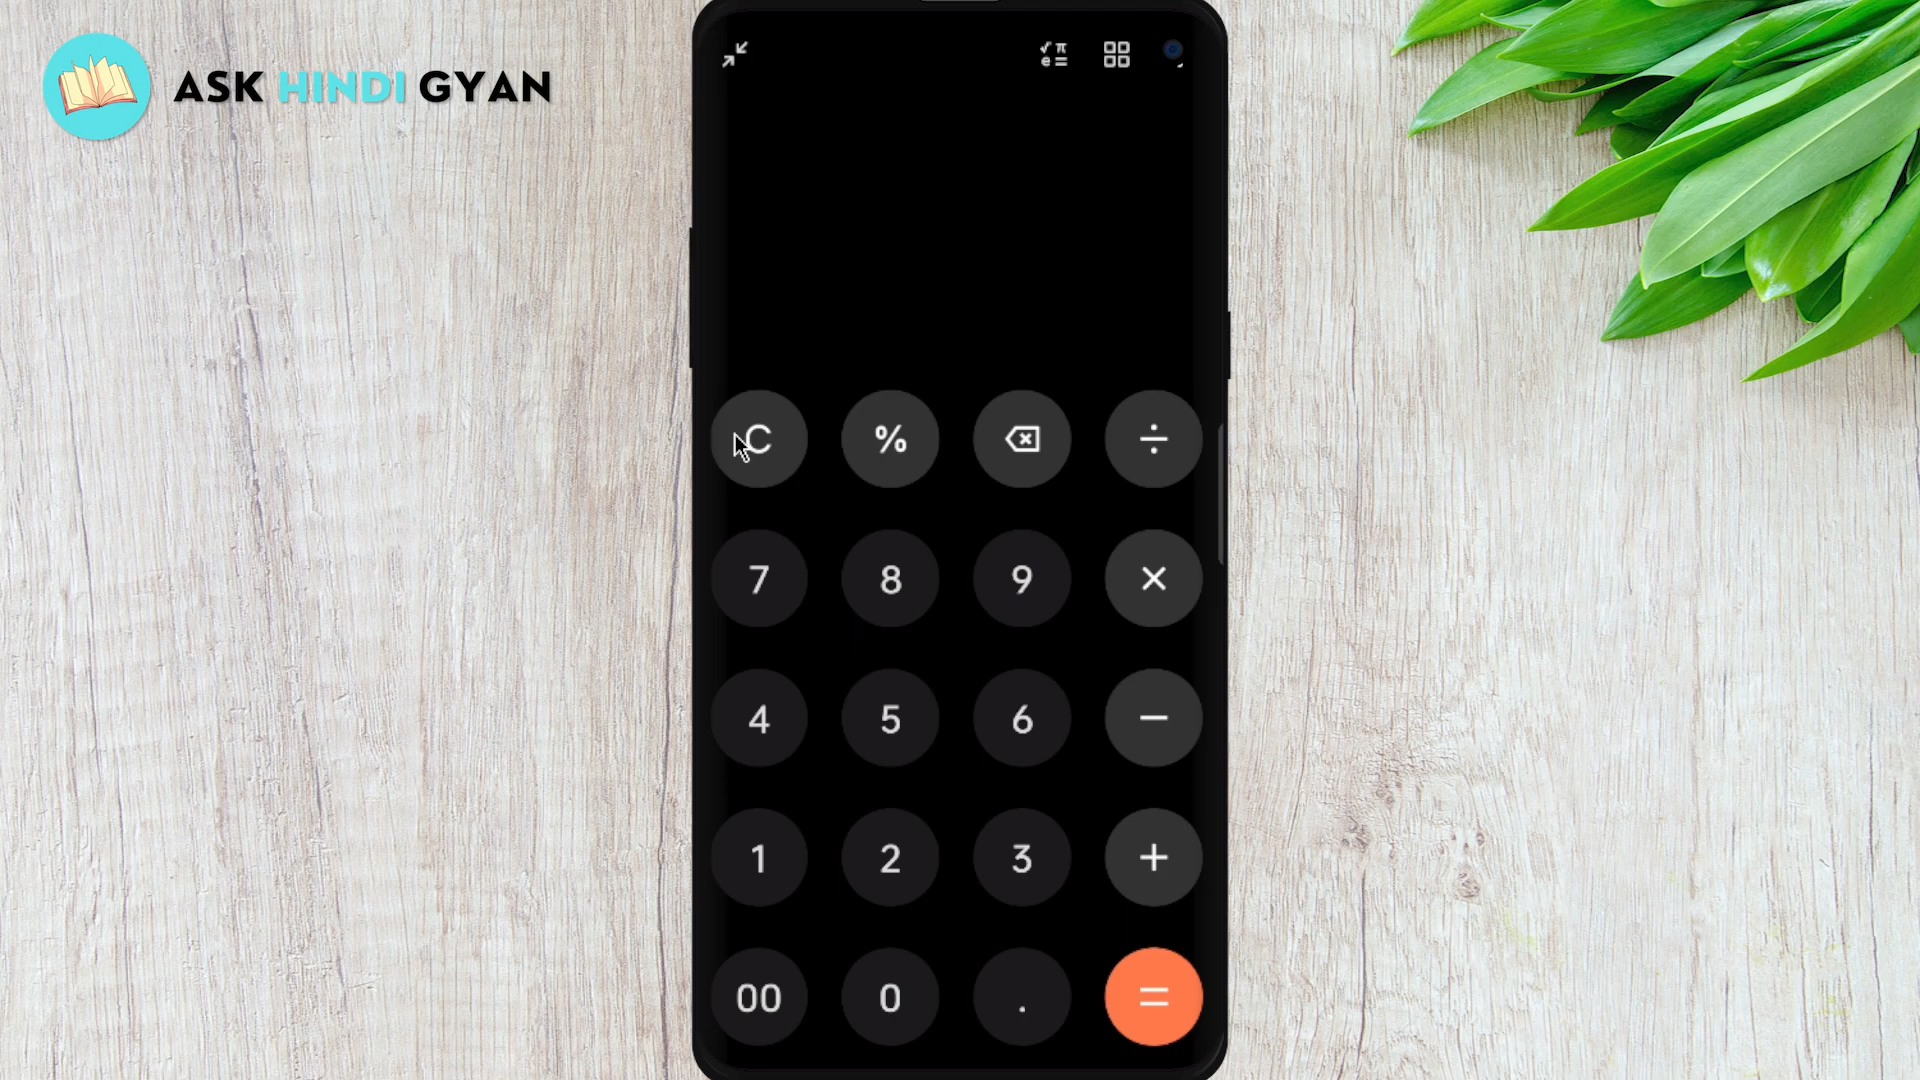 ASK HINDI GYAN
√ π
e =
C % ÷
7 8 9 ×
4 5 6 −
1 2 3 +
00 0 . =